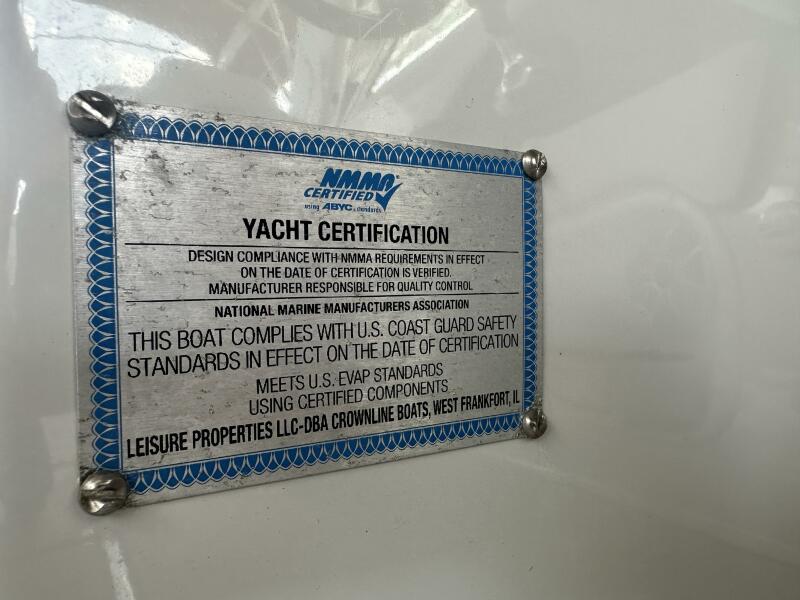 NMMA
CERTIFIED
using ABYC standards
YACHT CERTIFICATION
DESIGN COMPLIANCE WITH NMMA REQUIREMENTS IN EFFECT
ON THE DATE OF CERTIFICATION IS VERIFIED.
MANUFACTURER RESPONSIBLE FOR QUALITY CONTROL
NATIONAL MARINE MANUFACTURERS ASSOCIATION
THIS BOAT COMPLIES WITH U.S. COAST GUARD SAFETY
STANDARDS IN EFFECT ON THE DATE OF CERTIFICATION
MEETS U.S. EVAP STANDARDS
USING CERTIFIED COMPONENTS
LEISURE PROPERTIES LLC-DBA CROWNLINE BOATS, WEST FRANKFORT, IL